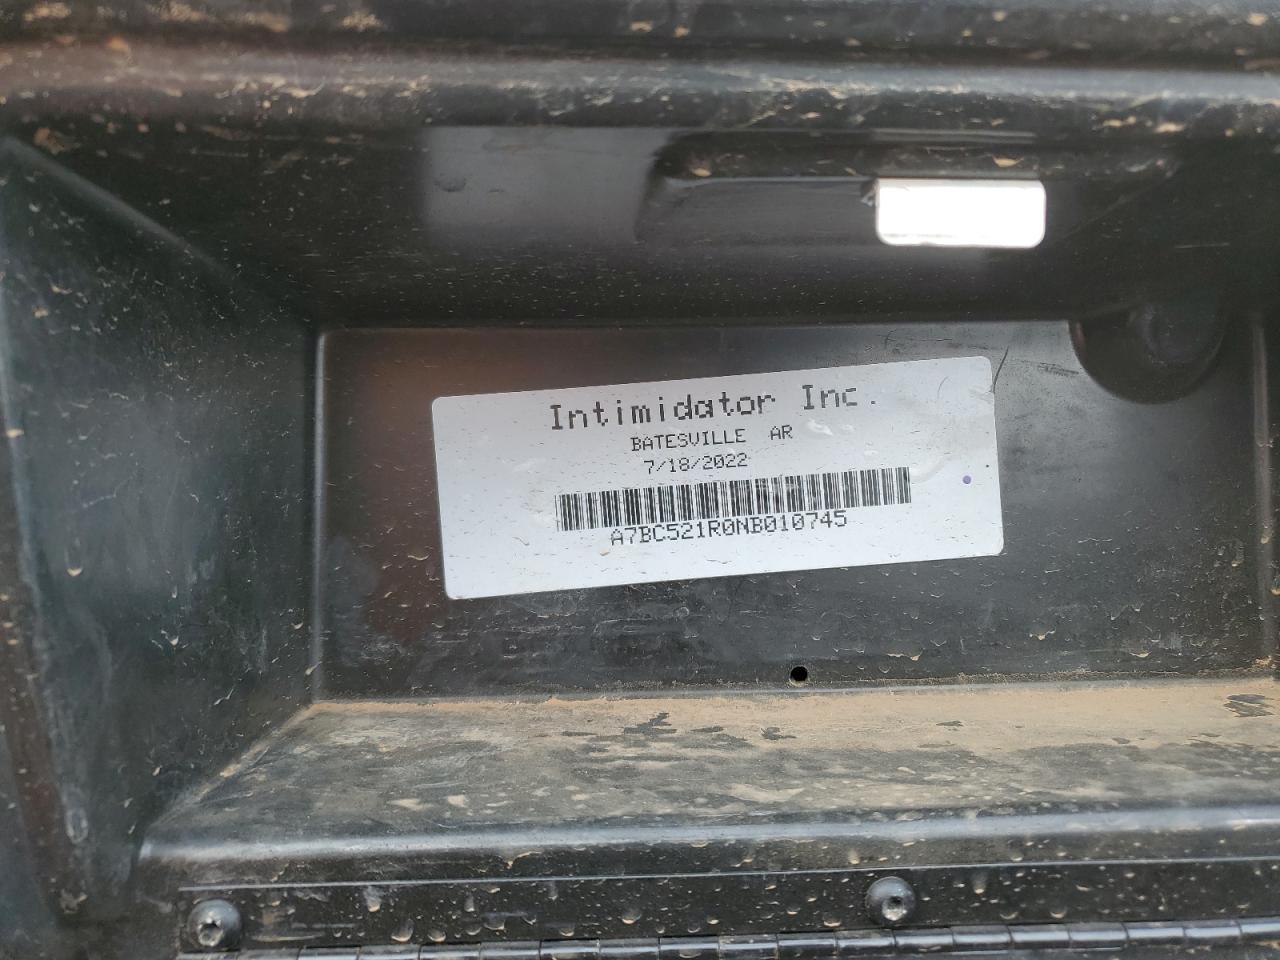 Intimidator Inc.
BATESVILLE AR
7/18/2022
A7BC521R0NB010745